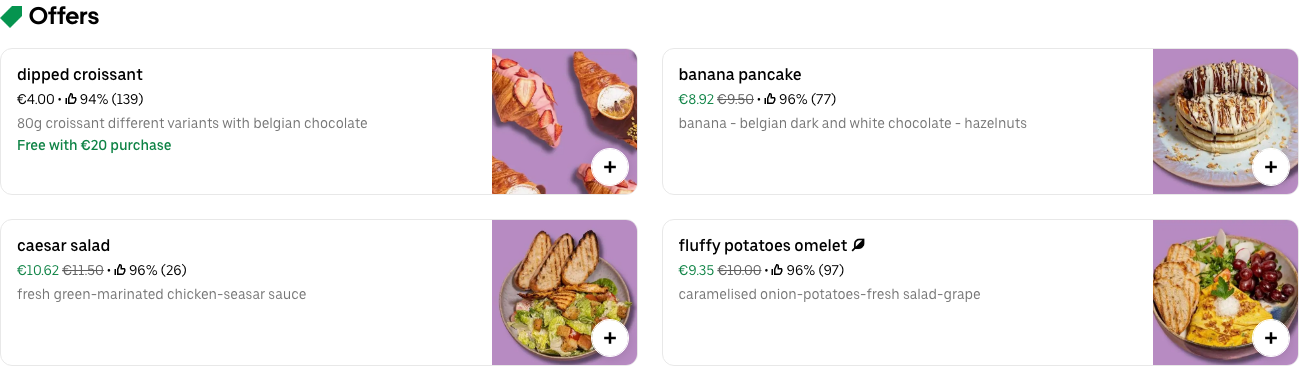 Offers
dipped croissant
€4.00 • 94% (139)
80g croissant different variants with belgian chocolate
Free with €20 purchase
banana pancake
€8.92 €9.50 • 96% (77)
banana - belgian dark and white chocolate - hazelnuts
caesar salad
€10.62 €11.50 • 96% (26)
fresh green-marinated chicken-seasar sauce
fluffy potatoes omelet
€9.35 €10.00 • 96% (97)
caramelised onion-potatoes-fresh salad-grape